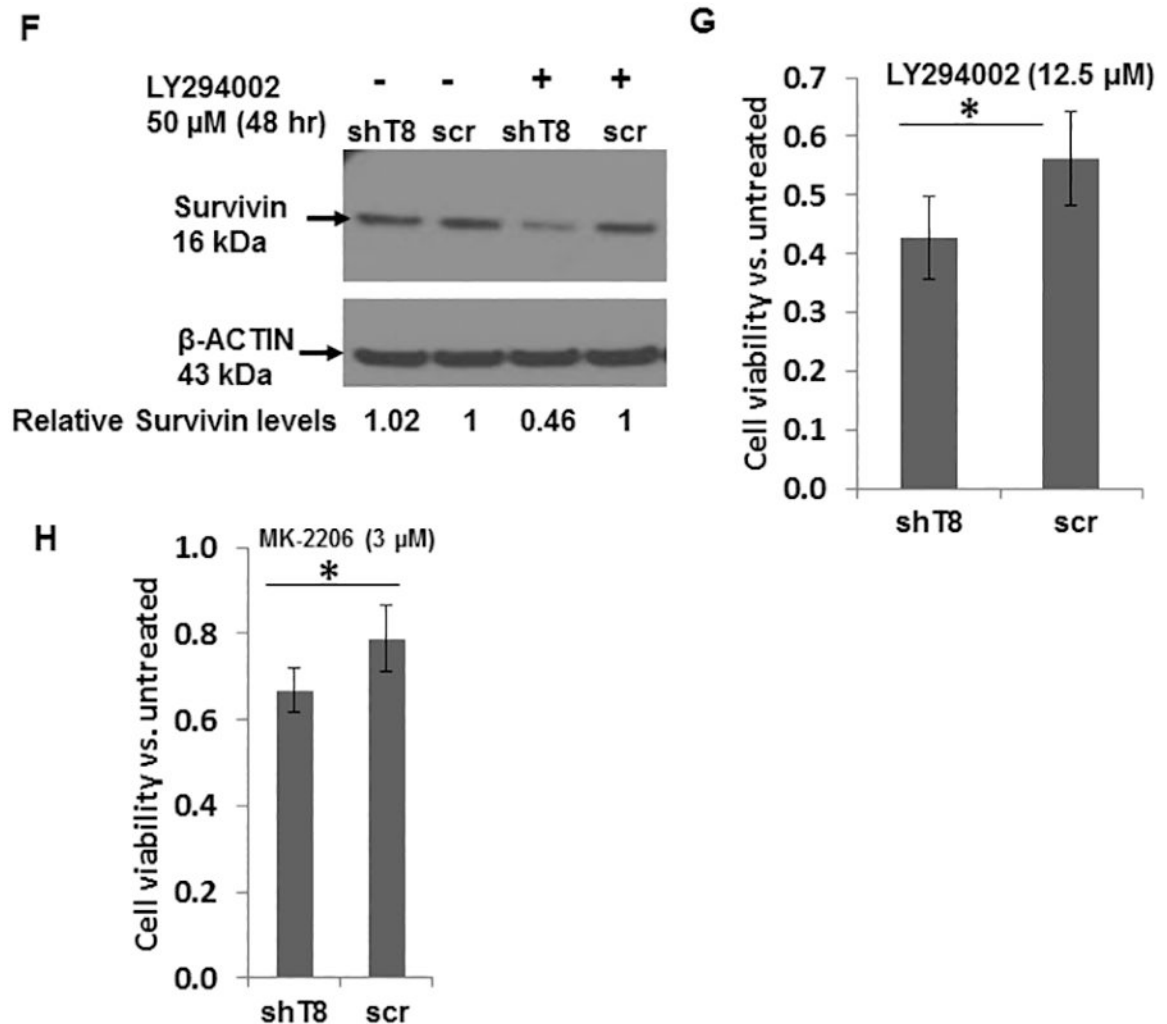 F
LY294002 - - + +
50 µM (48 hr) shT8 scr shT8 scr
Survivin
16 kDa
β-ACTIN
43 kDa
Relative Survivin levels 1.02 1 0.46 1
G
LY294002 (12.5 µM)
*
Cell viability vs. untreated
0.7
0.6
0.5
0.4
0.3
0.2
0.1
0.0
shT8 scr
H
MK-2206 (3 µM)
*
Cell viability vs. untreated
1.0
0.8
0.6
0.4
0.2
0.0
shT8 scr